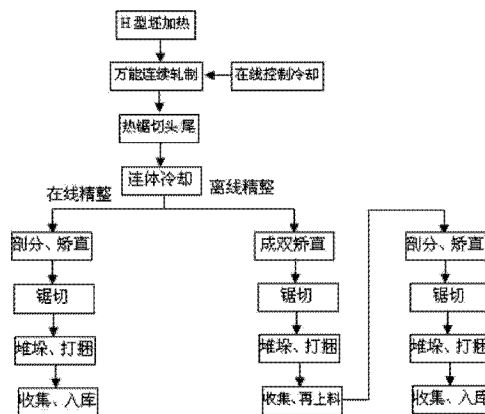 H型坯加热
万能连续轧制
在线控制冷却
热锯切头尾
连体冷却
在线精整
离线精整
剖分、矫直
成双矫直
剖分、矫直
锯切
锯切
锯切
堆垛、打捆
堆垛、打捆
堆垛、打捆
收集、入库
收集、再上料
收集、入库